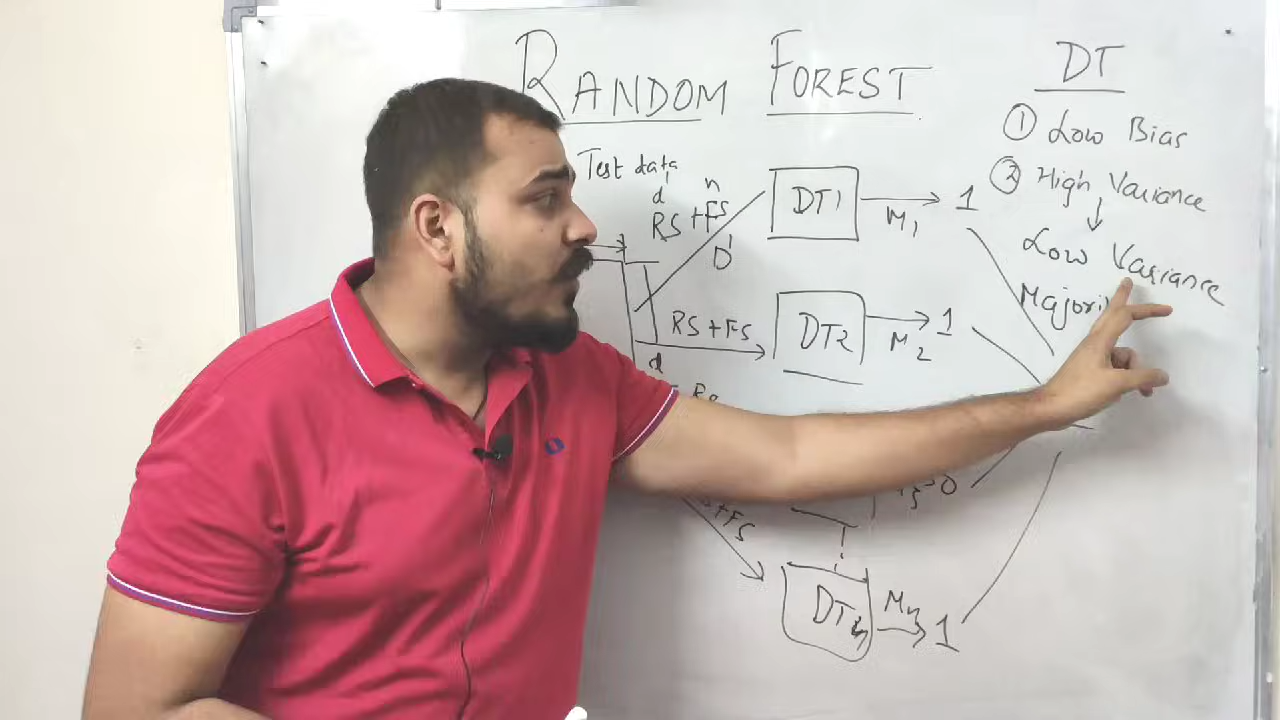 RANDOM FOREST
DT
① Low Bias
② High Variance
Low Variance
Test data
d n
RS + FS
D'
DT1
M1
1
RS + FS
DT2
M2
1
d
0
+ FS
DT
1